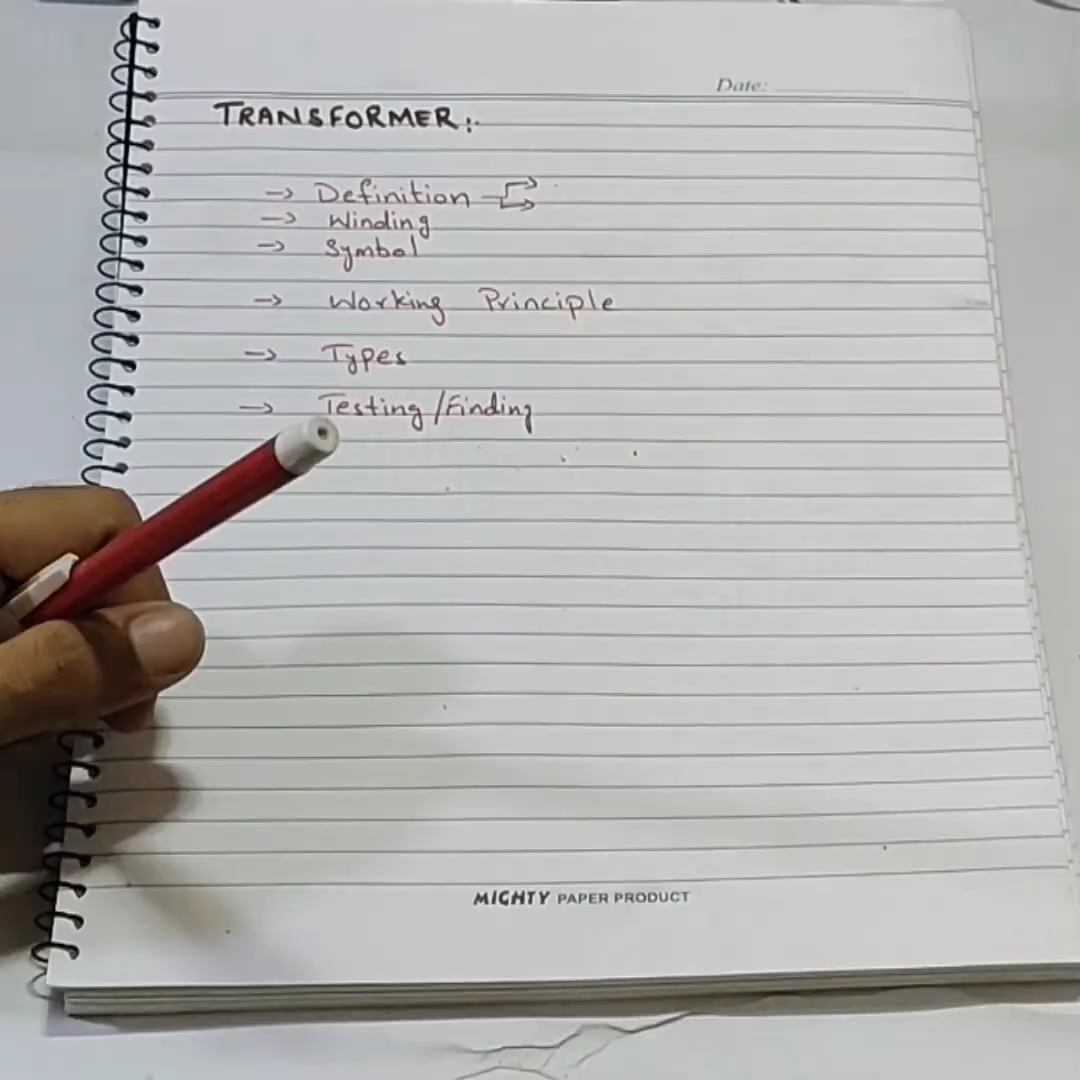 Date:
TRANSFORMER:.
→ Definition
→ Winding
→ Symbol
→ Working Principle
→ Types
→ Testing/Finding
MIGHTY PAPER PRODUCT